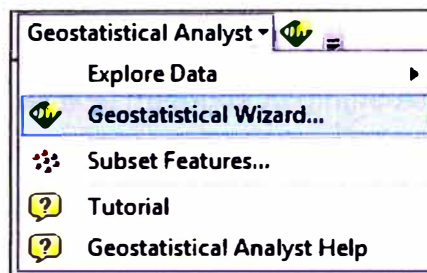 Geostatistical Analyst
Explore Data
Geostatistical Wizard...
Subset Features...
Tutorial
Geostatistical Analyst Help